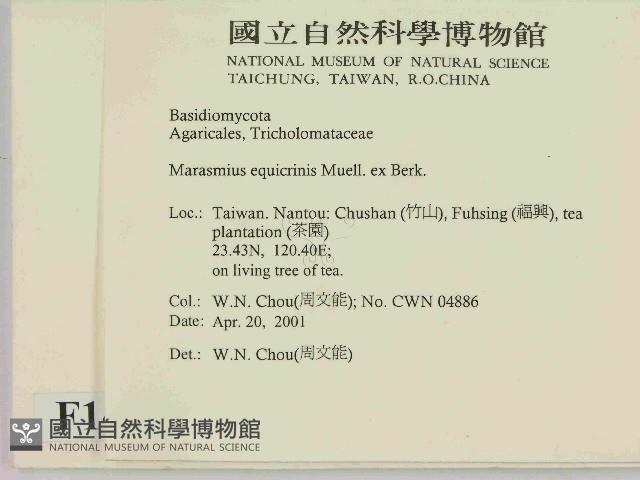 國立自然科學博物館
NATIONAL MUSEUM OF NATURAL SCIENCE
TAICHUNG, TAIWAN, R.O.CHINA
Basidiomycota
Agaricales, Tricholomataceae
Marasmius equicrinis Muell. ex Berk.
Loc.: Taiwan. Nantou: Chushan (竹山), Fuhsing (福興), tea
plantation (茶園)
23.43N, 120.40E;
on living tree of tea.
Col.: W.N. Chou(周文能); No. CWN 04886
Date: Apr. 20, 2001
Det.: W.N. Chou(周文能)
F1
國立自然科學博物館
NATIONAL MUSEUM OF NATURAL SCIENCE